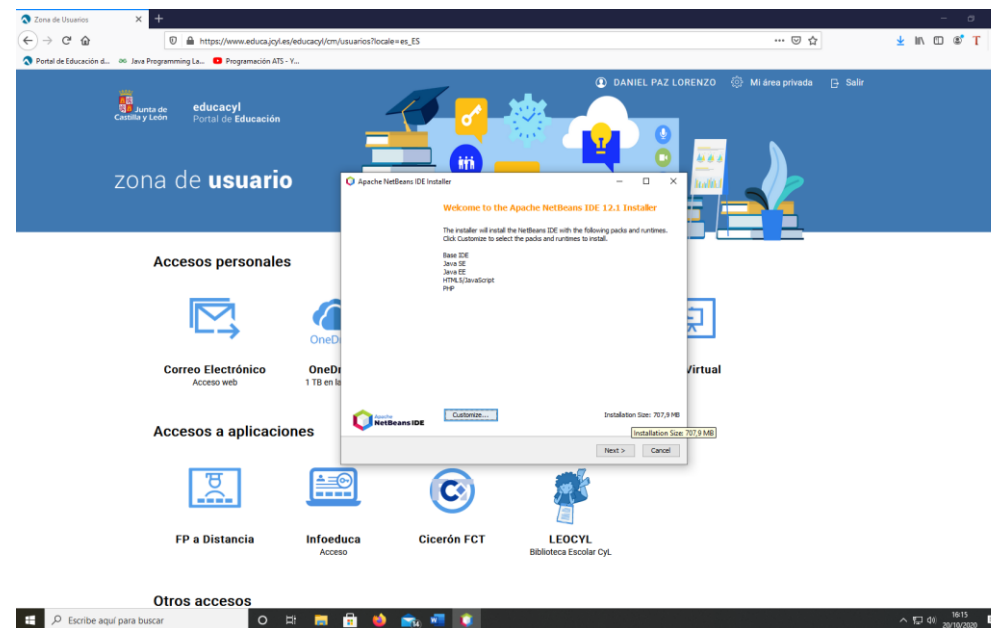 Zona de Usuarios
https://www.educa.jcyl.es/educacyl/cm/usuarios?locale=es_ES
Portal de Educación d...
Java Programming La...
Programación ATS - Y...
DANIEL PAZ LORENZO
Mi área privada
Salir
Junta de
Castilla y León
educacyl
Portal de Educación
zona de usuario
Apache NetBeans IDE Installer
Welcome to the Apache NetBeans IDE 12.1 Installer
The installer will install the NetBeans IDE with the following packs and runtimes.
Click Customize to select the packs and runtimes to install.
Base IDE
Java SE
Java EE
HTML5/JavaScript
PHP
Apache
NetBeans IDE
Customize...
Installation Size: 707,9 MB
Installation Size: 707,9 MB
Next >
Cancel
Accesos personales
OneD
Correo Electrónico
Acceso web
OneDr
1 TB en la
Virtual
Accesos a aplicacio
FP a Distancia
Infoeduca
Acceso
Cicerón FCT
LEOCYL
Biblioteca Escolar CyL
Otros accesos
Escribe aquí para buscar
16:15
20/10/2020